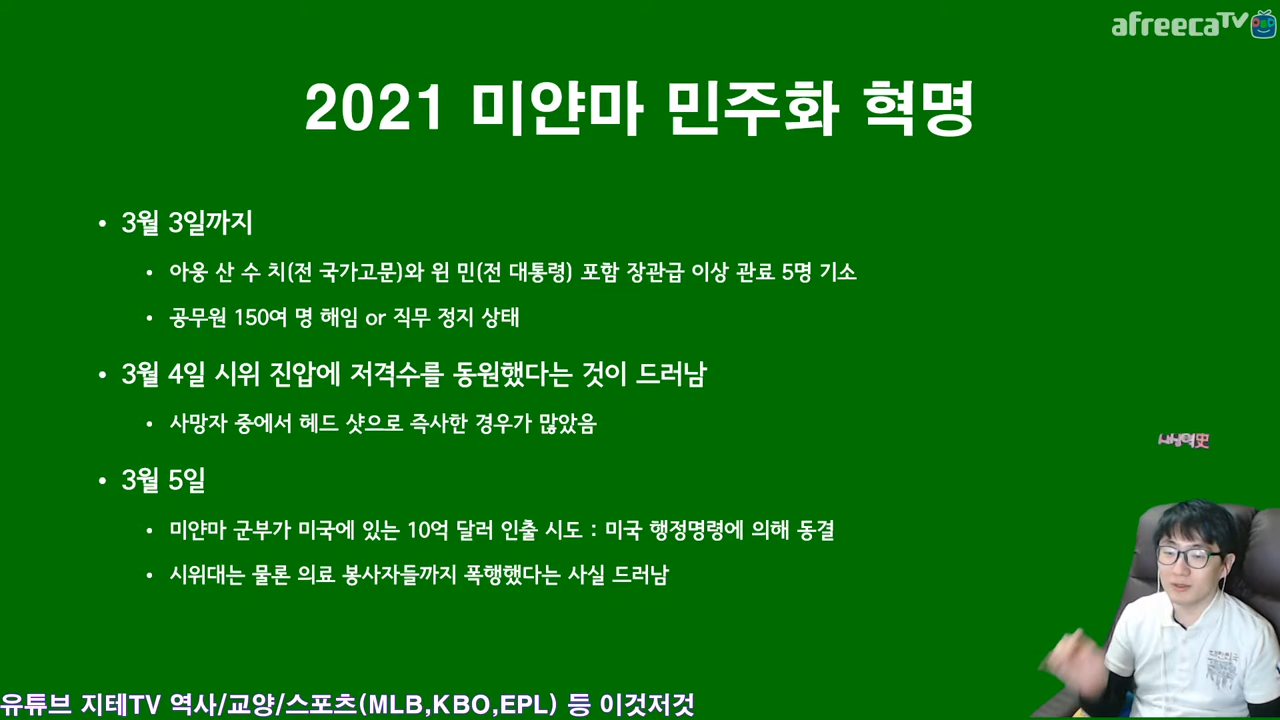 afreecaTV
2021 미얀마 민주화 혁명
• 3월 3일까지
• 아웅 산 수 치(전 국가고문)와 윈 민(전 대통령) 포함 장관급 이상 관료 5명 기소
• 공무원 150여 명 해임 or 직무 정지 상태
• 3월 4일 시위 진압에 저격수를 동원했다는 것이 드러남
• 사망자 중에서 헤드 샷으로 즉사한 경우가 많았음
• 3월 5일
• 미얀마 군부가 미국에 있는 10억 달러 인출 시도 : 미국 행정명령에 의해 동결
• 시위대는 물론 의료 봉사자들까지 폭행했다는 사실 드러남
유튜브 지테TV 역사/교양/스포츠(MLB,KBO,EPL) 등 이것저것